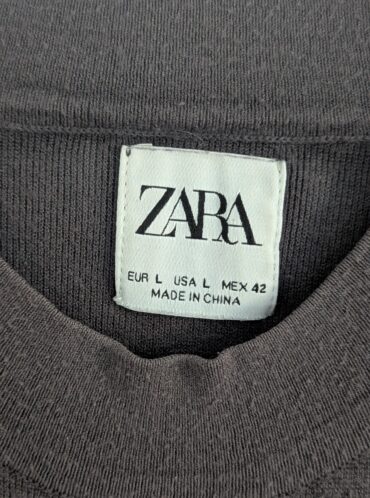 ZARA
EUR L USA L MEX 42
MADE IN CHINA